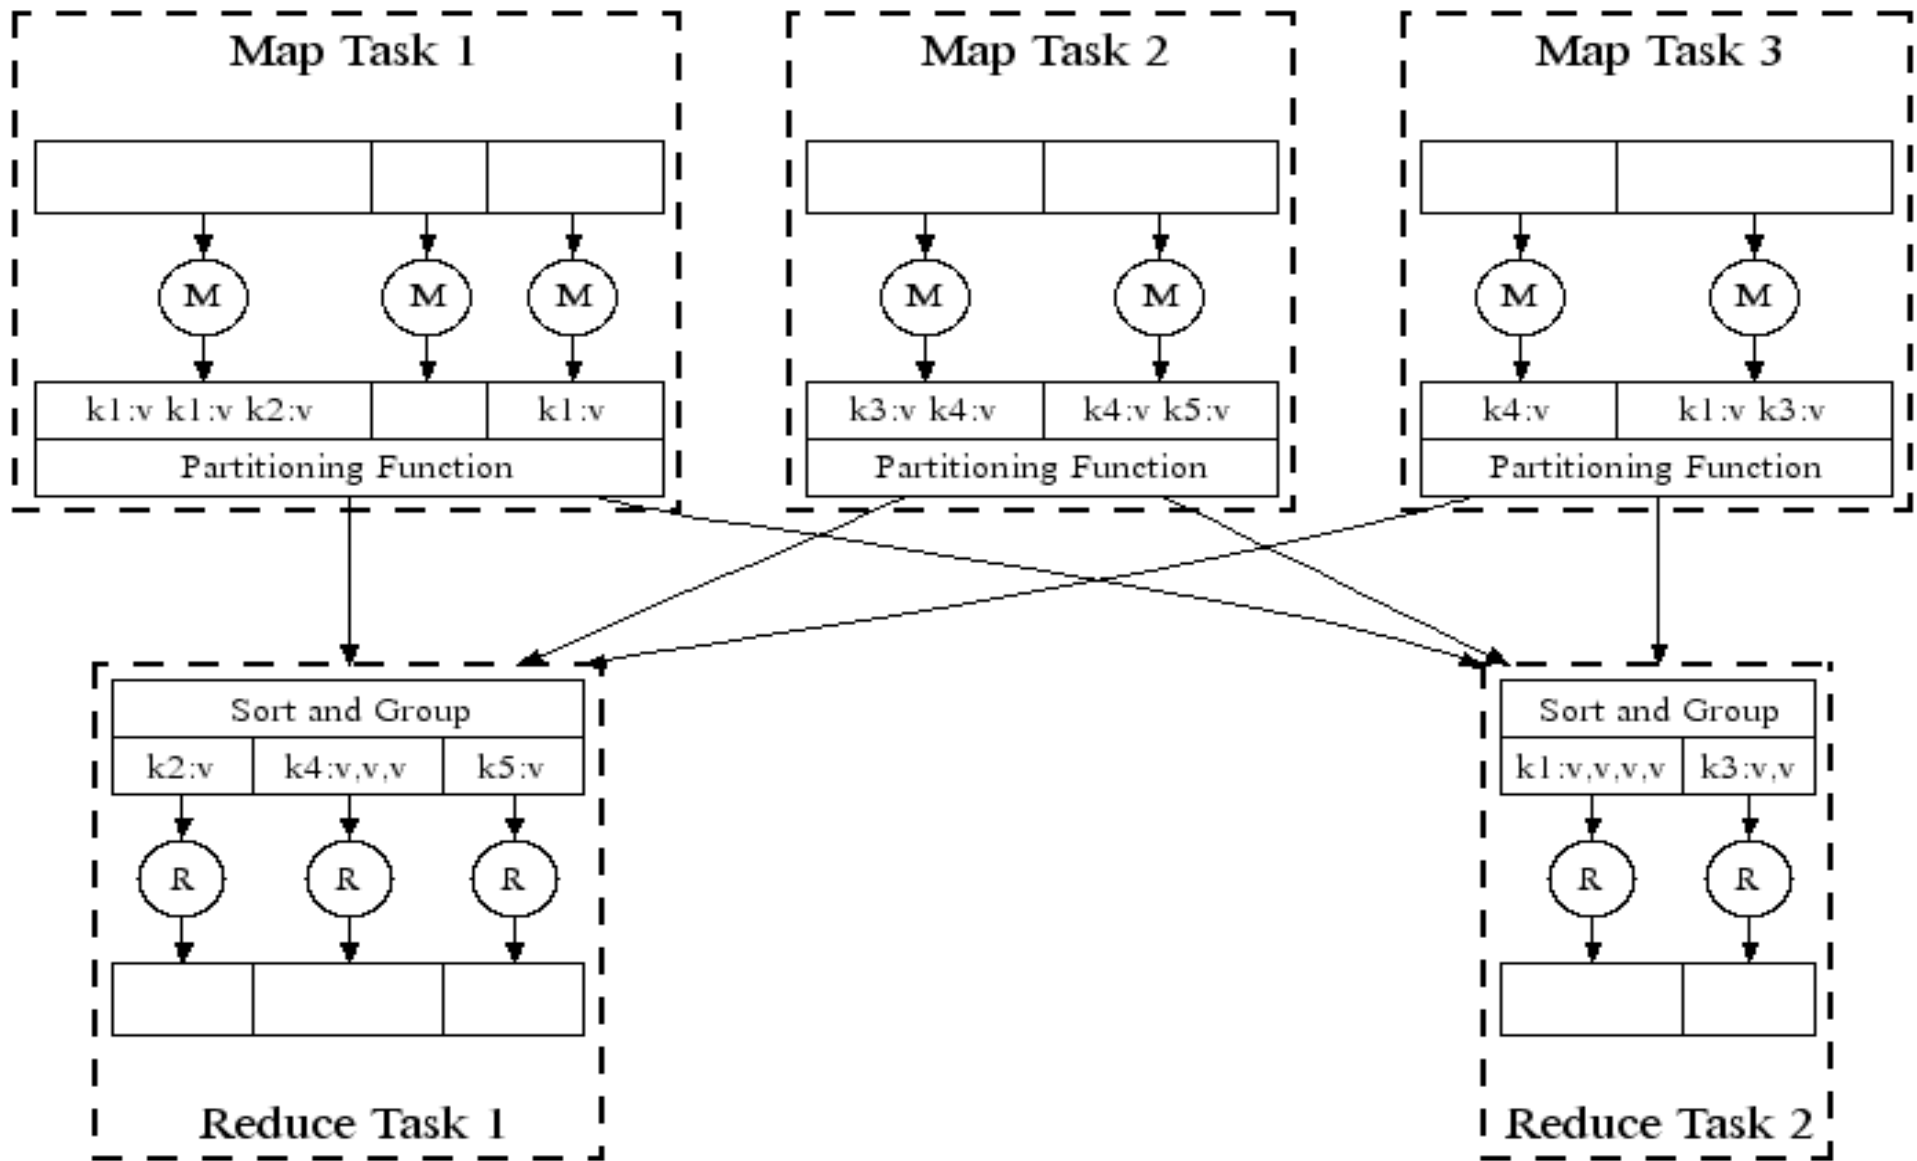 Map Task 1
Map Task 2
Map Task 3
M
M
M
M
M
M
M
k1:v k1:v k2:v
k1:v
k3:v k4:v
k4:v k5:v
k4:v
k1:v k3:v
Partitioning Function
Partitioning Function
Partitioning Function
Sort and Group
Sort and Group
k2:v
k4:v,v,v
k5:v
k1:v,v,v,v
k3:v,v
R
R
R
R
R
Reduce Task 1
Reduce Task 2